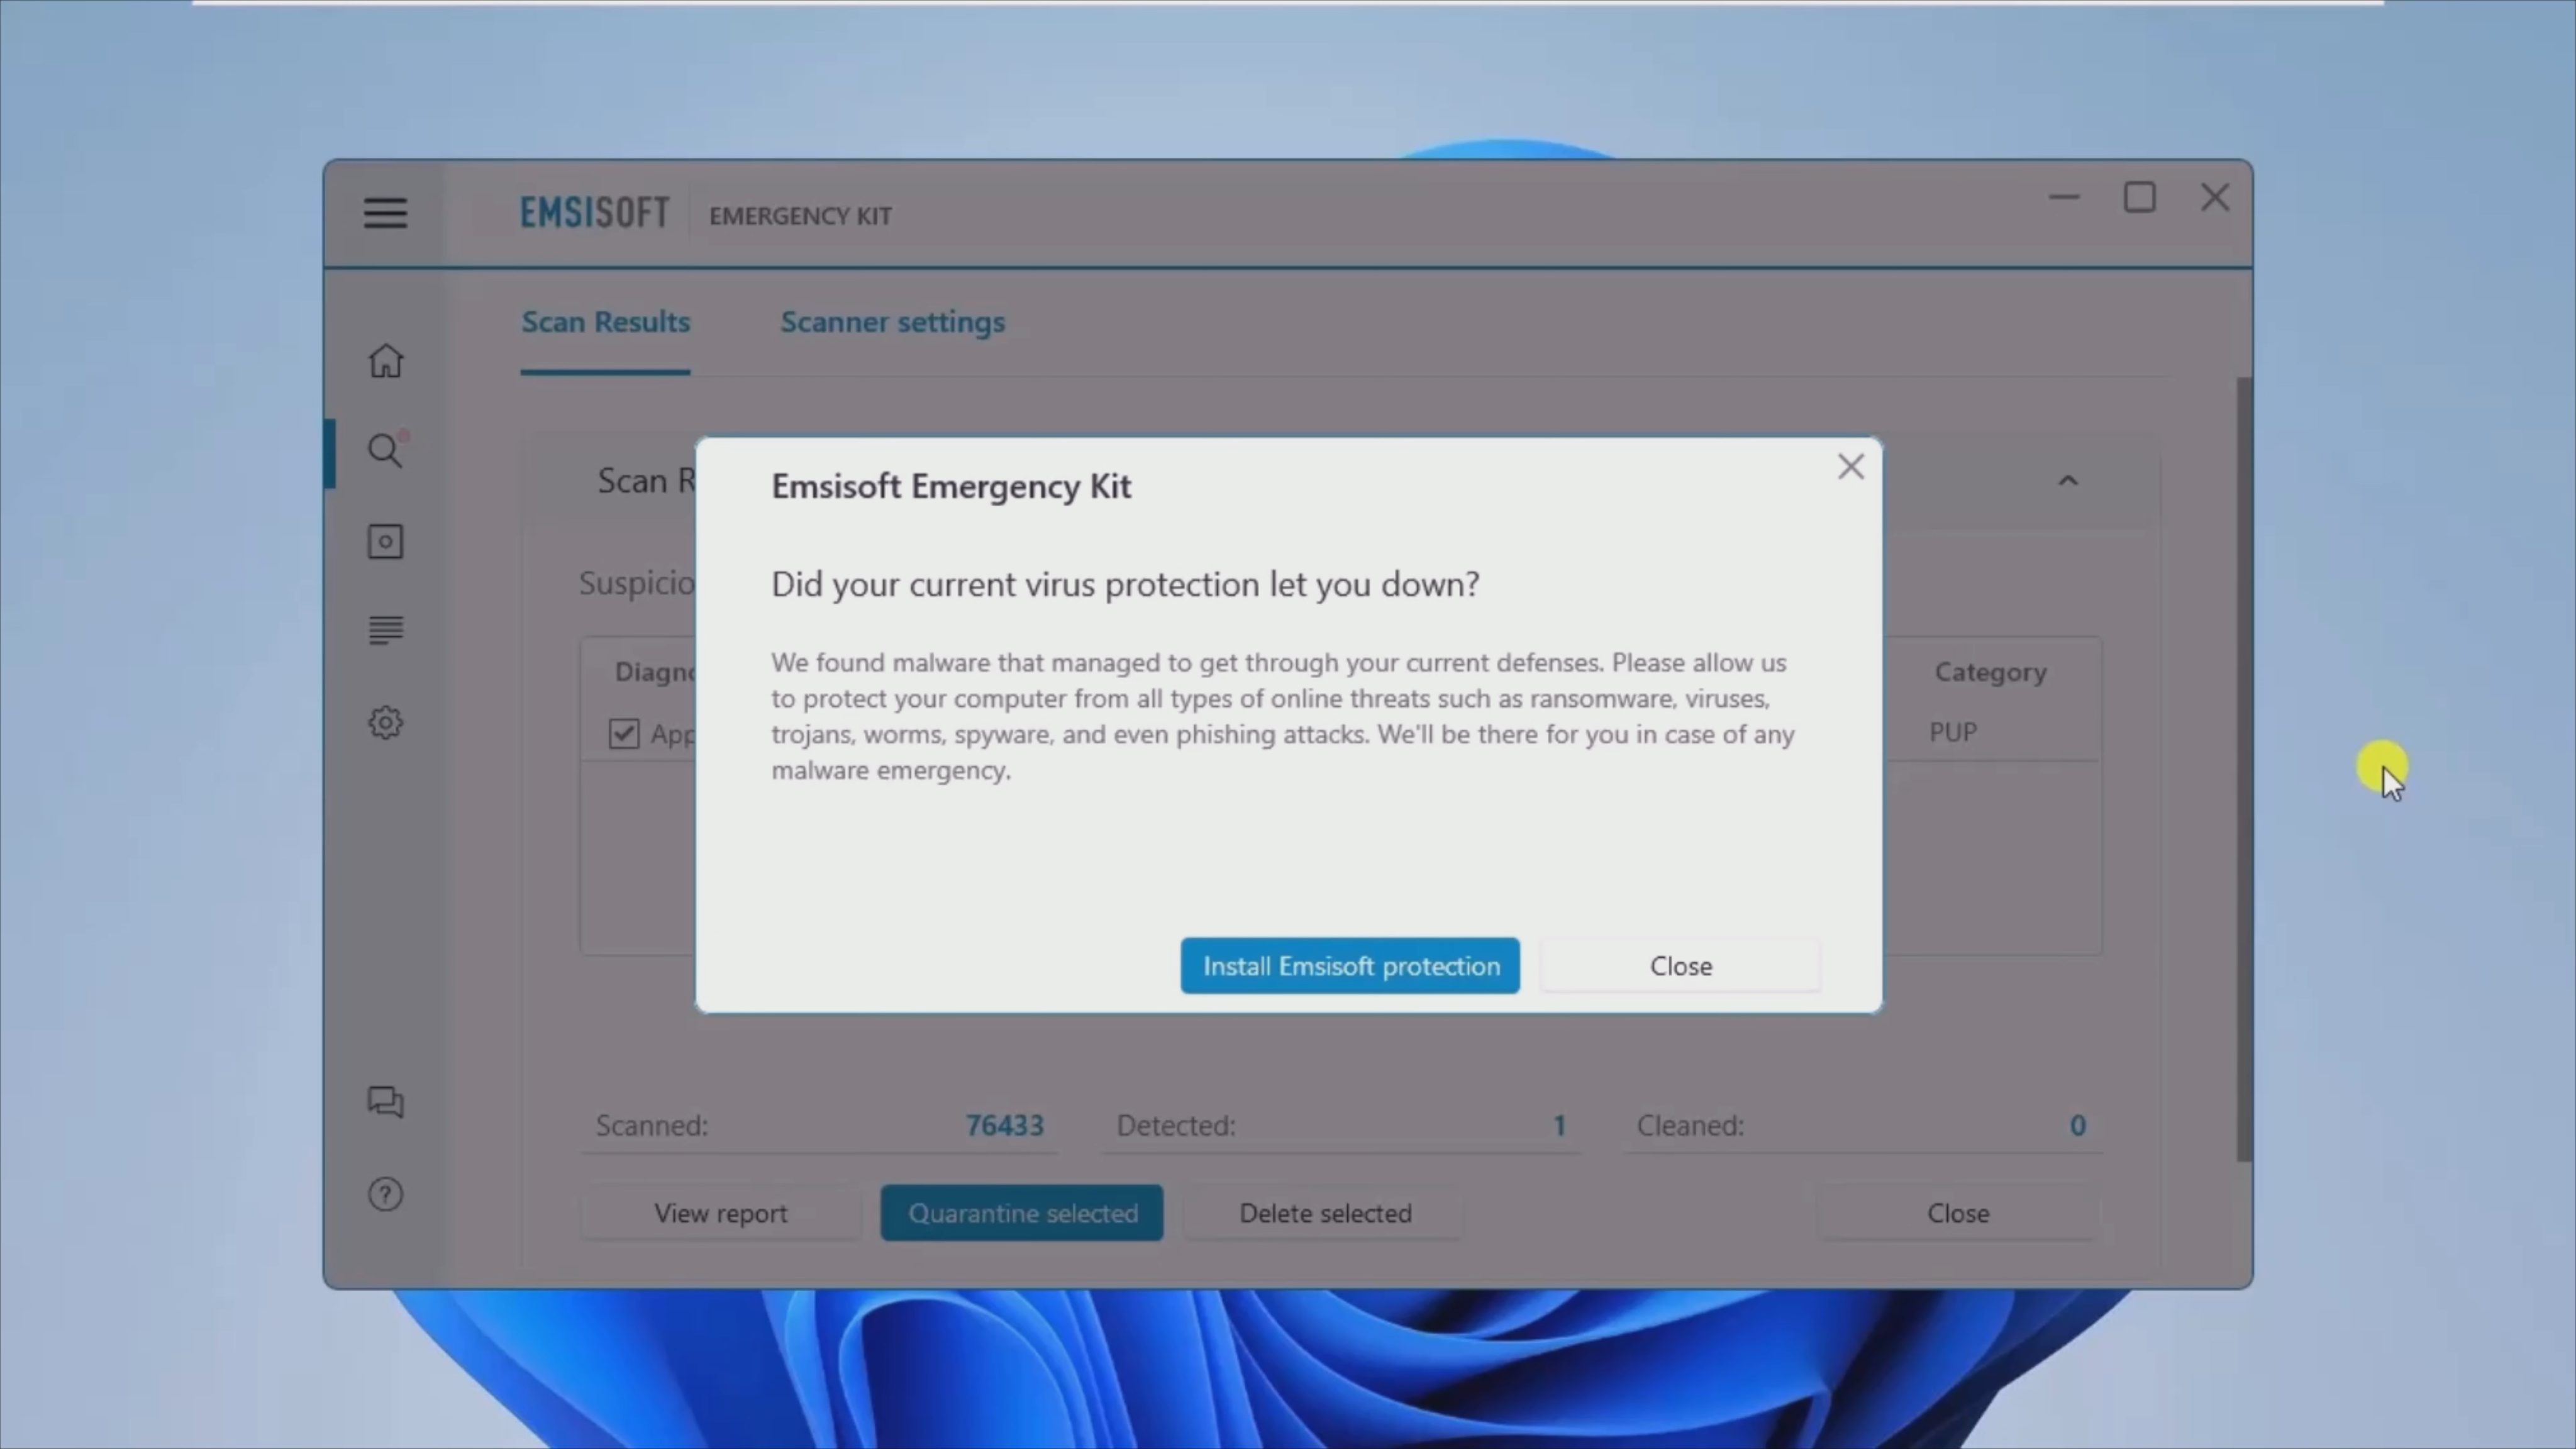 EMSISOFT EMERGENCY KIT
Scan Results Scanner settings
Scan
Emsisoft Emergency Kit
Did your current virus protection let you down?
We found malware that managed to get through your current defenses. Please allow us
to protect your computer from all types of online threats such as ransomware, viruses,
trojans, worms, spyware, and even phishing attacks. We'll be there for you in case of any
malware emergency.
Install Emsisoft protection Close
Category
PUP
Scanned: 76433 Detected: 1 Cleaned: 0
View report Quarantine selected Delete selected Close